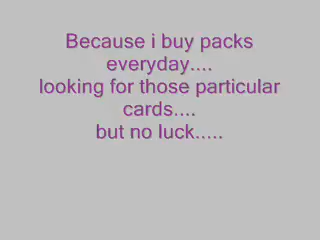 Because i buy packs
everyday....
looking for those particular
cards....
but no luck.....